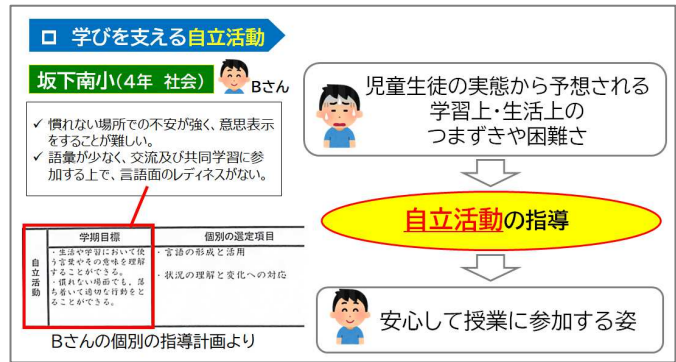 □ 学びを支える自立活動
坂下南小(4年 社会)
Bさん
✓ 慣れない場所での不安が強く、意思表示
をすることが難しい。
✓ 語彙が少なく、交流及び共同学習に参
加する上で、言語面のレディネスがない。
学期目標
個別の選定項目
自立活動
・生活や学習において使
う言葉やその意味を理解
することができる。
・慣れない場面でも、落
ち着いて適切な行動をと
ることができる。
・言語の形成と活用
・状況の理解と変化への対応
Bさんの個別の指導計画より
児童生徒の実態から予想される
学習上・生活上の
つまずきや困難さ
自立活動の指導
安心して授業に参加する姿